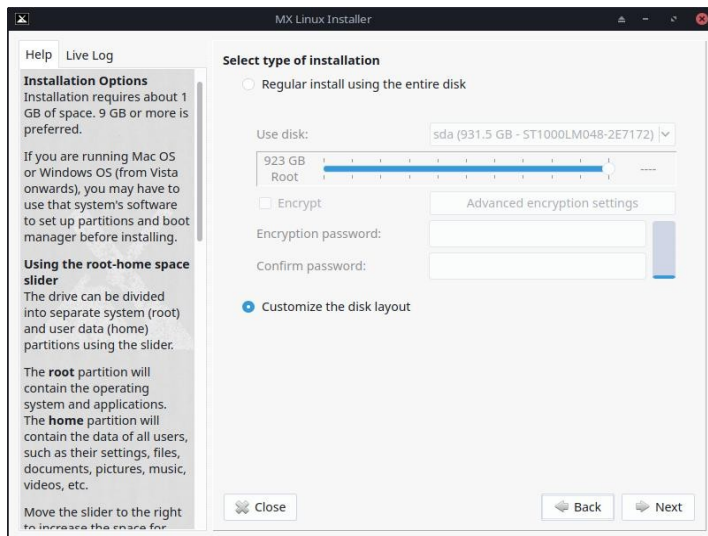 MX Linux Installer
Help Live Log
Installation Options
Installation requires about 1
GB of space. 9 GB or more is
preferred.
If you are running Mac OS
or Windows OS (from Vista
onwards), you may have to
use that system's software
to set up partitions and boot
manager before installing.
Using the root-home space
slider
The drive can be divided
into separate system (root)
and user data (home)
partitions using the slider.
The root partition will
contain the operating
system and applications.
The home partition will
contain the data of all users,
such as their settings, files,
documents, pictures, music,
videos, etc.
Move the slider to the right
to increase the space for
Select type of installation
Regular install using the entire disk
Use disk: sda (931.5 GB - ST1000LM048-2E7172)
923 GB
Root ----
Encrypt Advanced encryption settings
Encryption password:
Confirm password:
Customize the disk layout
Close Back Next